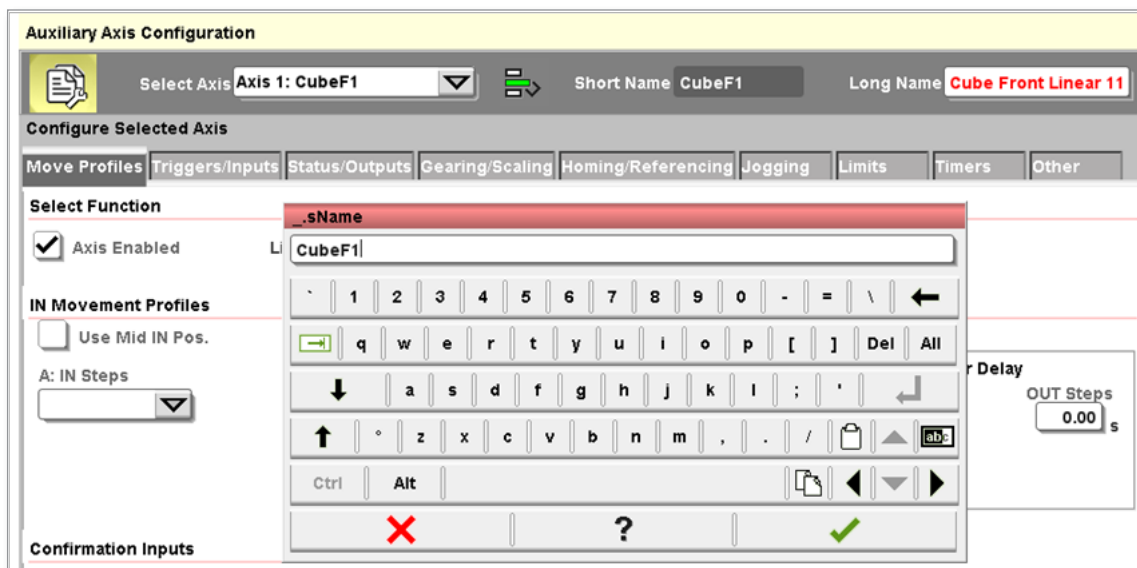 Auxiliary Axis Configuration
Select Axis Axis 1: CubeF1 Short Name CubeF1 Long Name Cube Front Linear 11
Configure Selected Axis
Move Profiles Triggers/Inputs Status/Outputs Gearing/Scaling Homing/Referencing Jogging Limits Timers Other
Select Function
_.sName
Axis Enabled Li CubeF1
IN Movement Profiles
` 1 2 3 4 5 6 7 8 9 0 - = \
Use Mid IN Pos.
q w e r t y u i o p [ ] Del All
A: IN Steps
r Delay
a s d f g h j k l ; '
OUT Steps
0.00 s
° z x c v b n m , . / abc
Ctrl Alt
?
Confirmation Inputs